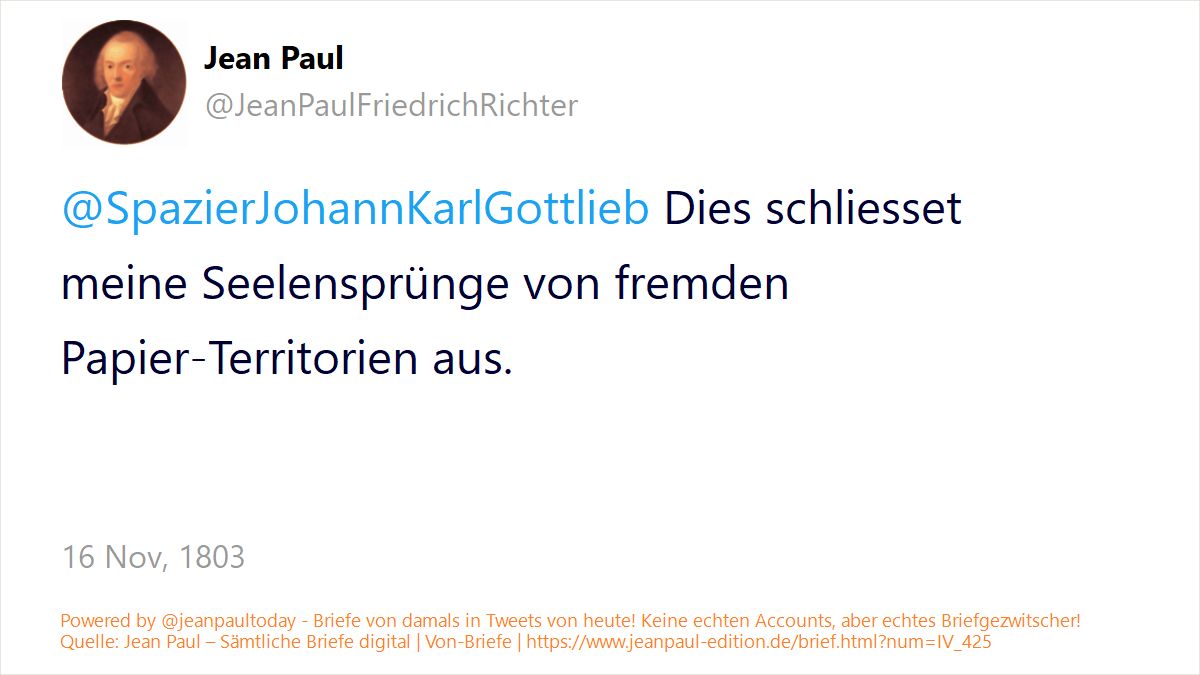 Jean Paul
@JeanPaulFriedrichRichter
@SpazierJohannKarlGottlieb Dies schliesset
meine Seelensprünge von fremden
Papier-Territorien aus.
16 Nov, 1803
Powered by @jeanpaultoday - Briefe von damals in Tweets von heute! Keine echten Accounts, aber echtes Briefgezwitscher!
Quelle: Jean Paul – Sämtliche Briefe digital | Von-Briefe | https://www.jeanpaul-edition.de/brief.html?num=IV_425